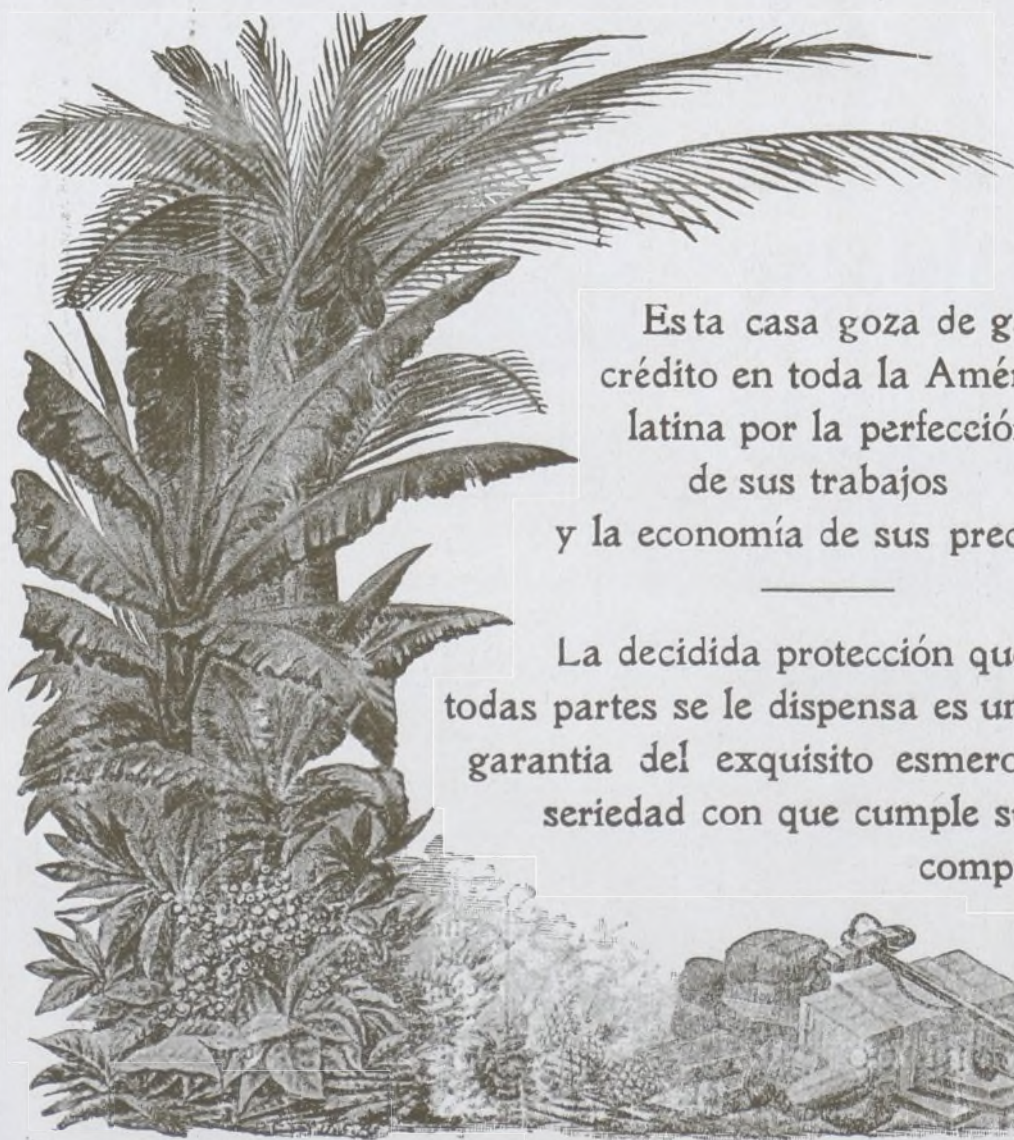 Esta casa goza de g
crédito en toda la Amér
latina por la perfección
de sus trabajos
y la economía de sus prec
La decidida protección que
todas partes se le dispensa es un
garantia del exquisito esmero
seriedad con que cumple su
comp